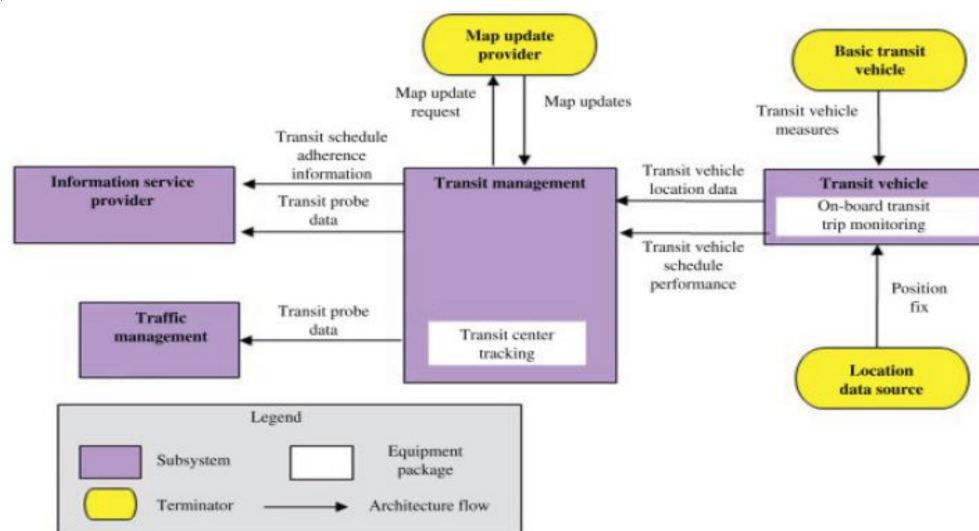 Map update
provider
Basic transit
vehicle
Map update
request
Map updates
Transit vehicle
measures
Transit schedule
adherence
information
Information service
provider
Transit probe
data
Transit management
Transit vehicle
location data
Transit vehicle
On-board transit
trip monitoring
Transit vehicle
schedule
performance
Position
fix
Traffic
management
Transit probe
data
Transit center
tracking
Location
data source
Legend
Subsystem
Equipment
package
Terminator
Architecture flow